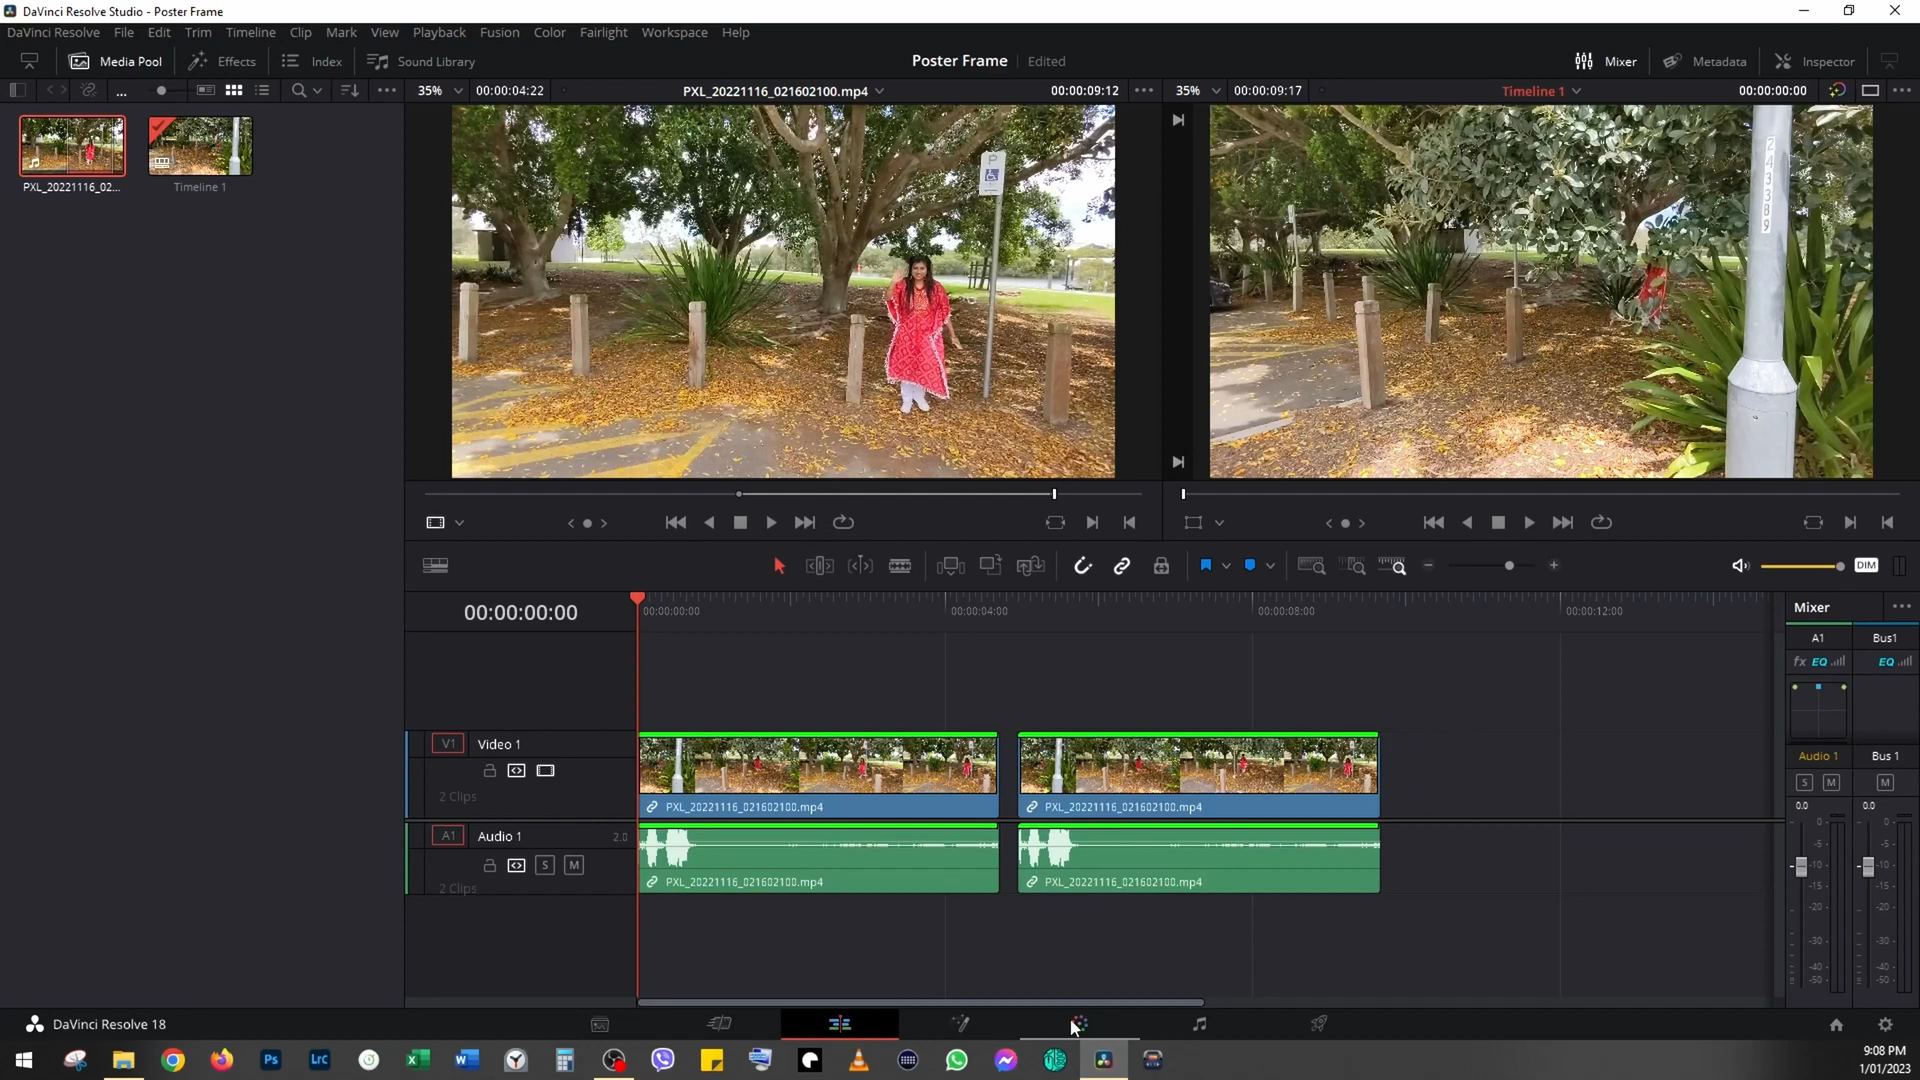 DaVinci Resolve Studio - Poster Frame
DaVinci Resolve File Edit Trim Timeline Clip Mark View Playback Fusion Color Fairlight Workspace Help
Media Pool Effects Index Sound Library Poster Frame Edited Mixer Metadata Inspector
... 35% 00:00:04:22 PXL_20221116_021602100.mp4 00:00:09:12 35% 00:00:09:17 Timeline 1 00:00:00:00
PXL_20221116_02... Timeline 1
P
243389
DIM
00:00:00:00 00:00:00:00 00:00:04:00 00:00:08:00 00:00:12:00
Mixer
A1 Bus1
fx EQ EQ
V1 Video 1
2 Clips
PXL_20221116_021602100.mp4 PXL_20221116_021602100.mp4
Audio 1 Bus 1
S M M
0.0 0.0
A1 Audio 1 2.0
S M
2 Clips
PXL_20221116_021602100.mp4 PXL_20221116_021602100.mp4
0 0
-5 -5
-10 -10
-15 -15
-20 -20
-30 -30
-40 -40
-50 -50
DaVinci Resolve 18
Ps Lrc
9:08 PM
1/01/2023